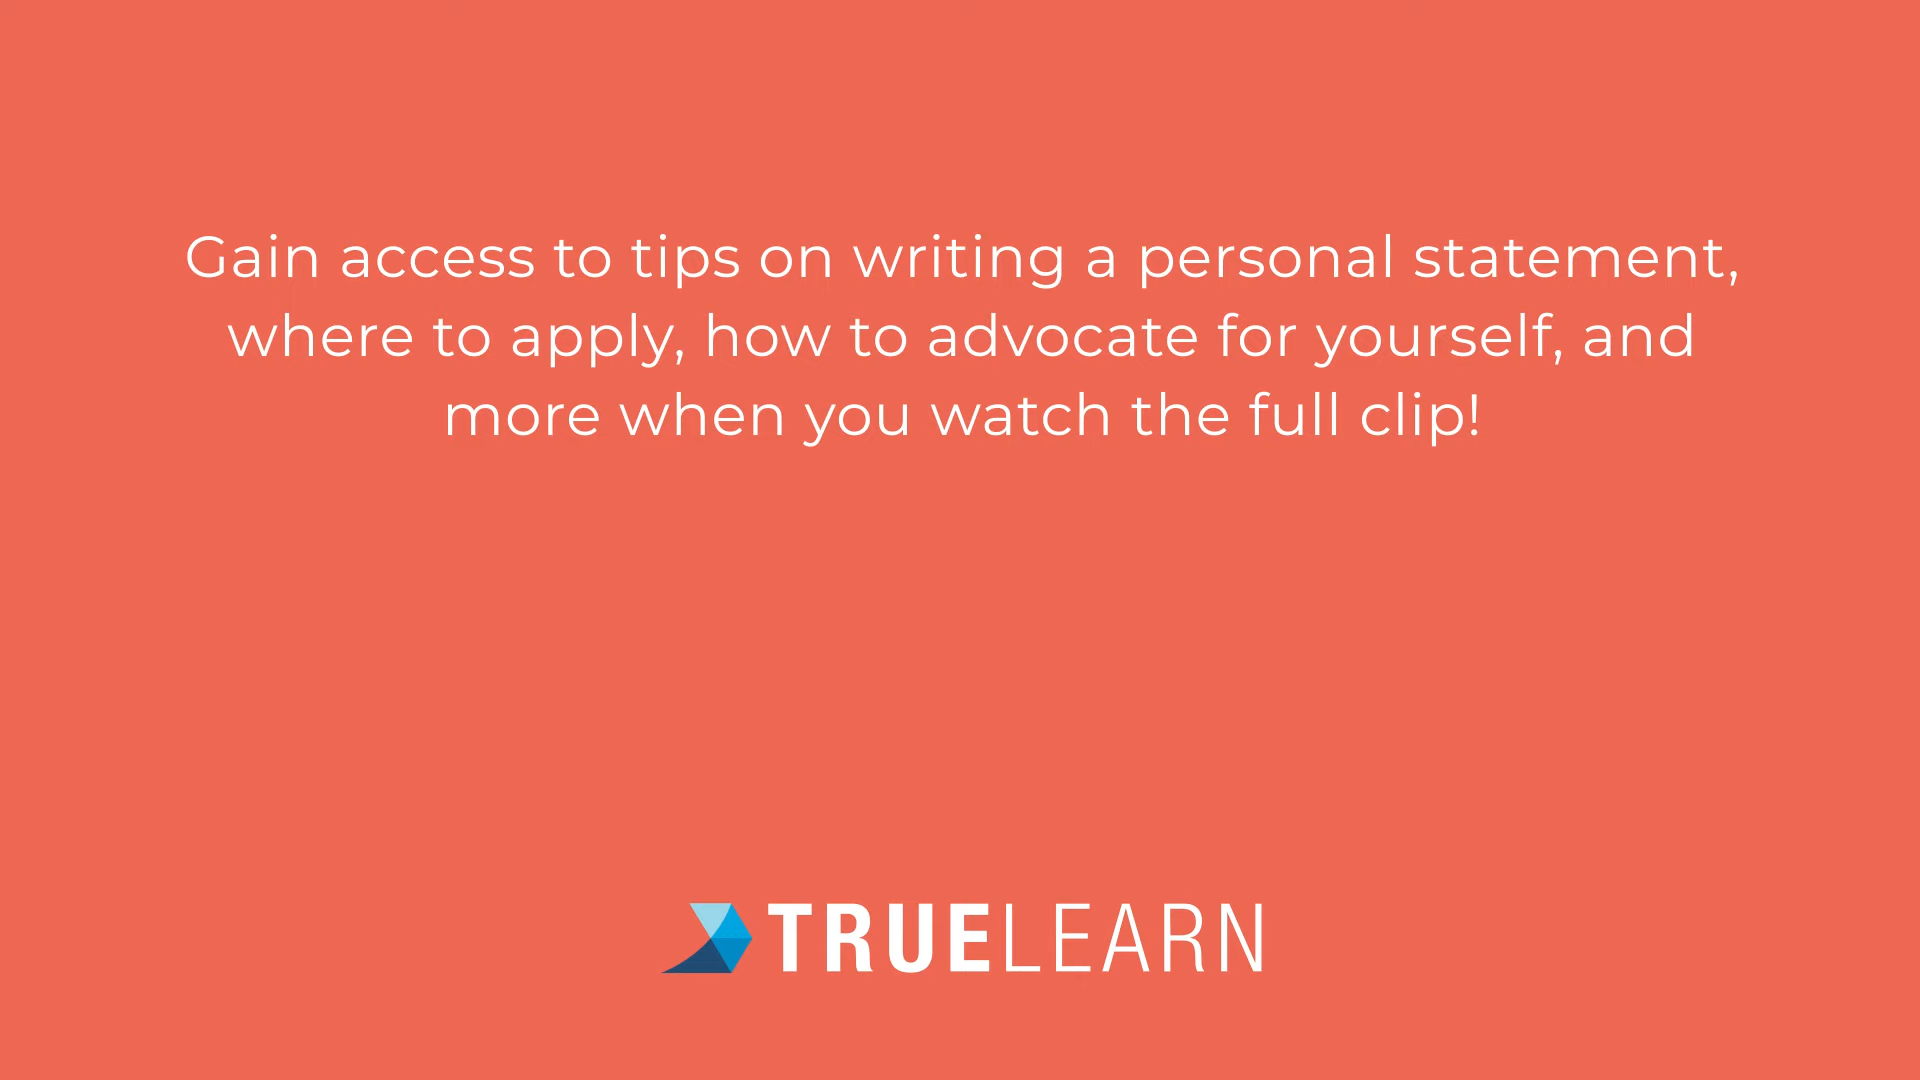 Gain access to tips on writing a personal statement,
where to apply, how to advocate for yourself, and
more when you watch the full clip!
TRUELEARN